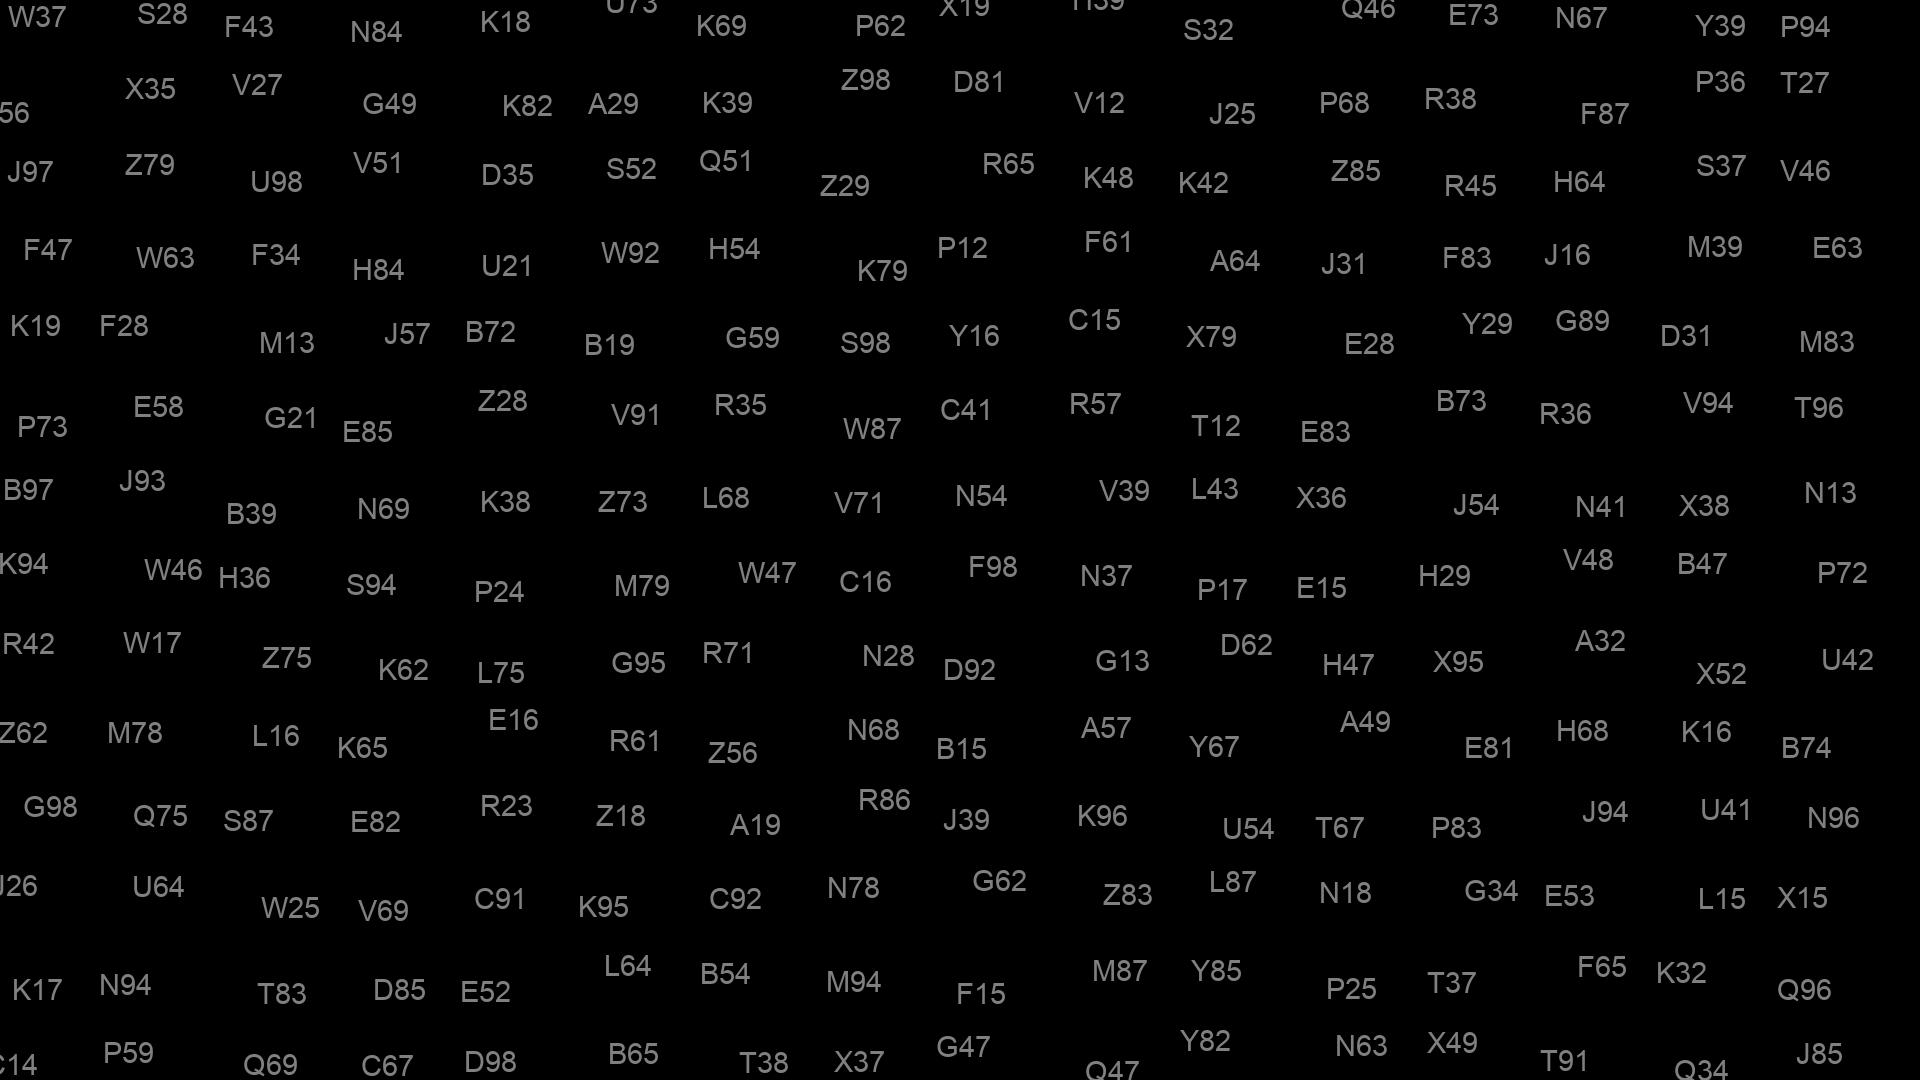 W37 S28 F43 N84 K18 U73 K69 P62 X19 H39 S32 Q46 E73 N67 Y39 P94
56 X35 V27 G49 K82 A29 K39 Z98 D81 V12 J25 P68 R38 F87 P36 T27
J97 Z79 U98 V51 D35 S52 Q51 Z29 R65 K48 K42 Z85 R45 H64 S37 V46
F47 W63 F34 H84 U21 W92 H54 K79 P12 F61 A64 J31 F83 J16 M39 E63
K19 F28 M13 J57 B72 B19 G59 S98 Y16 C15 X79 E28 Y29 G89 D31 M83
P73 E58 G21 E85 Z28 V91 R35 W87 C41 R57 T12 E83 B73 R36 V94 T96
B97 J93 B39 N69 K38 Z73 L68 V71 N54 V39 L43 X36 J54 N41 X38 N13
K94 W46 H36 S94 P24 M79 W47 C16 F98 N37 P17 E15 H29 V48 B47 P72
R42 W17 Z75 K62 L75 G95 R71 N28 D92 G13 D62 H47 X95 A32 X52 U42
Z62 M78 L16 K65 E16 R61 Z56 N68 B15 A57 Y67 A49 E81 H68 K16 B74
G98 Q75 S87 E82 R23 Z18 A19 R86 J39 K96 U54 T67 P83 J94 U41 N96
26 U64 W25 V69 C91 K95 C92 N78 G62 Z83 L87 N18 G34 E53 L15 X15
K17 N94 T83 D85 E52 L64 B54 M94 F15 M87 Y85 P25 T37 F65 K32 Q96
C14 P59 Q69 C67 D98 B65 T38 X37 G47 Q47 Y82 N63 X49 T91 Q34 J85